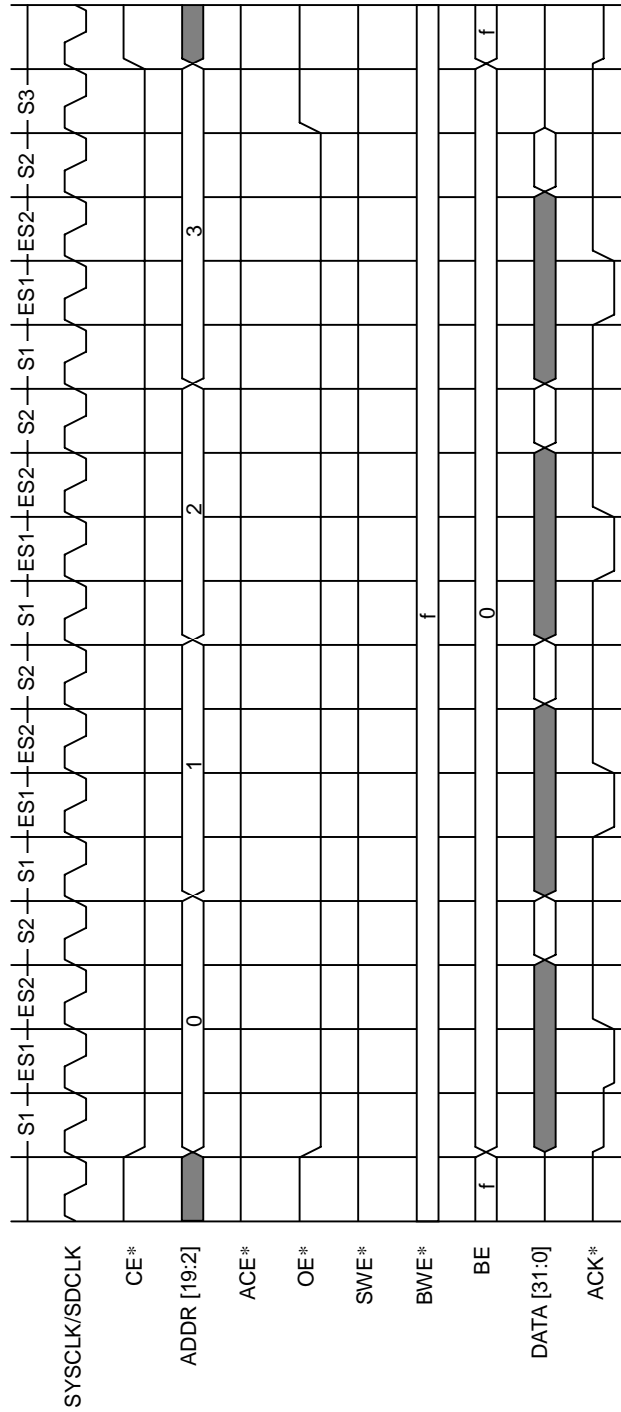 S1 ES1 ES2 S2 S1 ES1 ES2 S2 S1 ES1 ES2 S2 S1 ES1 ES2 S2 S3
SYSCLK/SDCLK
CE*
ADDR [19:2] 0 1 2 3
ACE*
OE*
SWE*
BWE* f
BE f 0 f
DATA [31:0]
ACK*